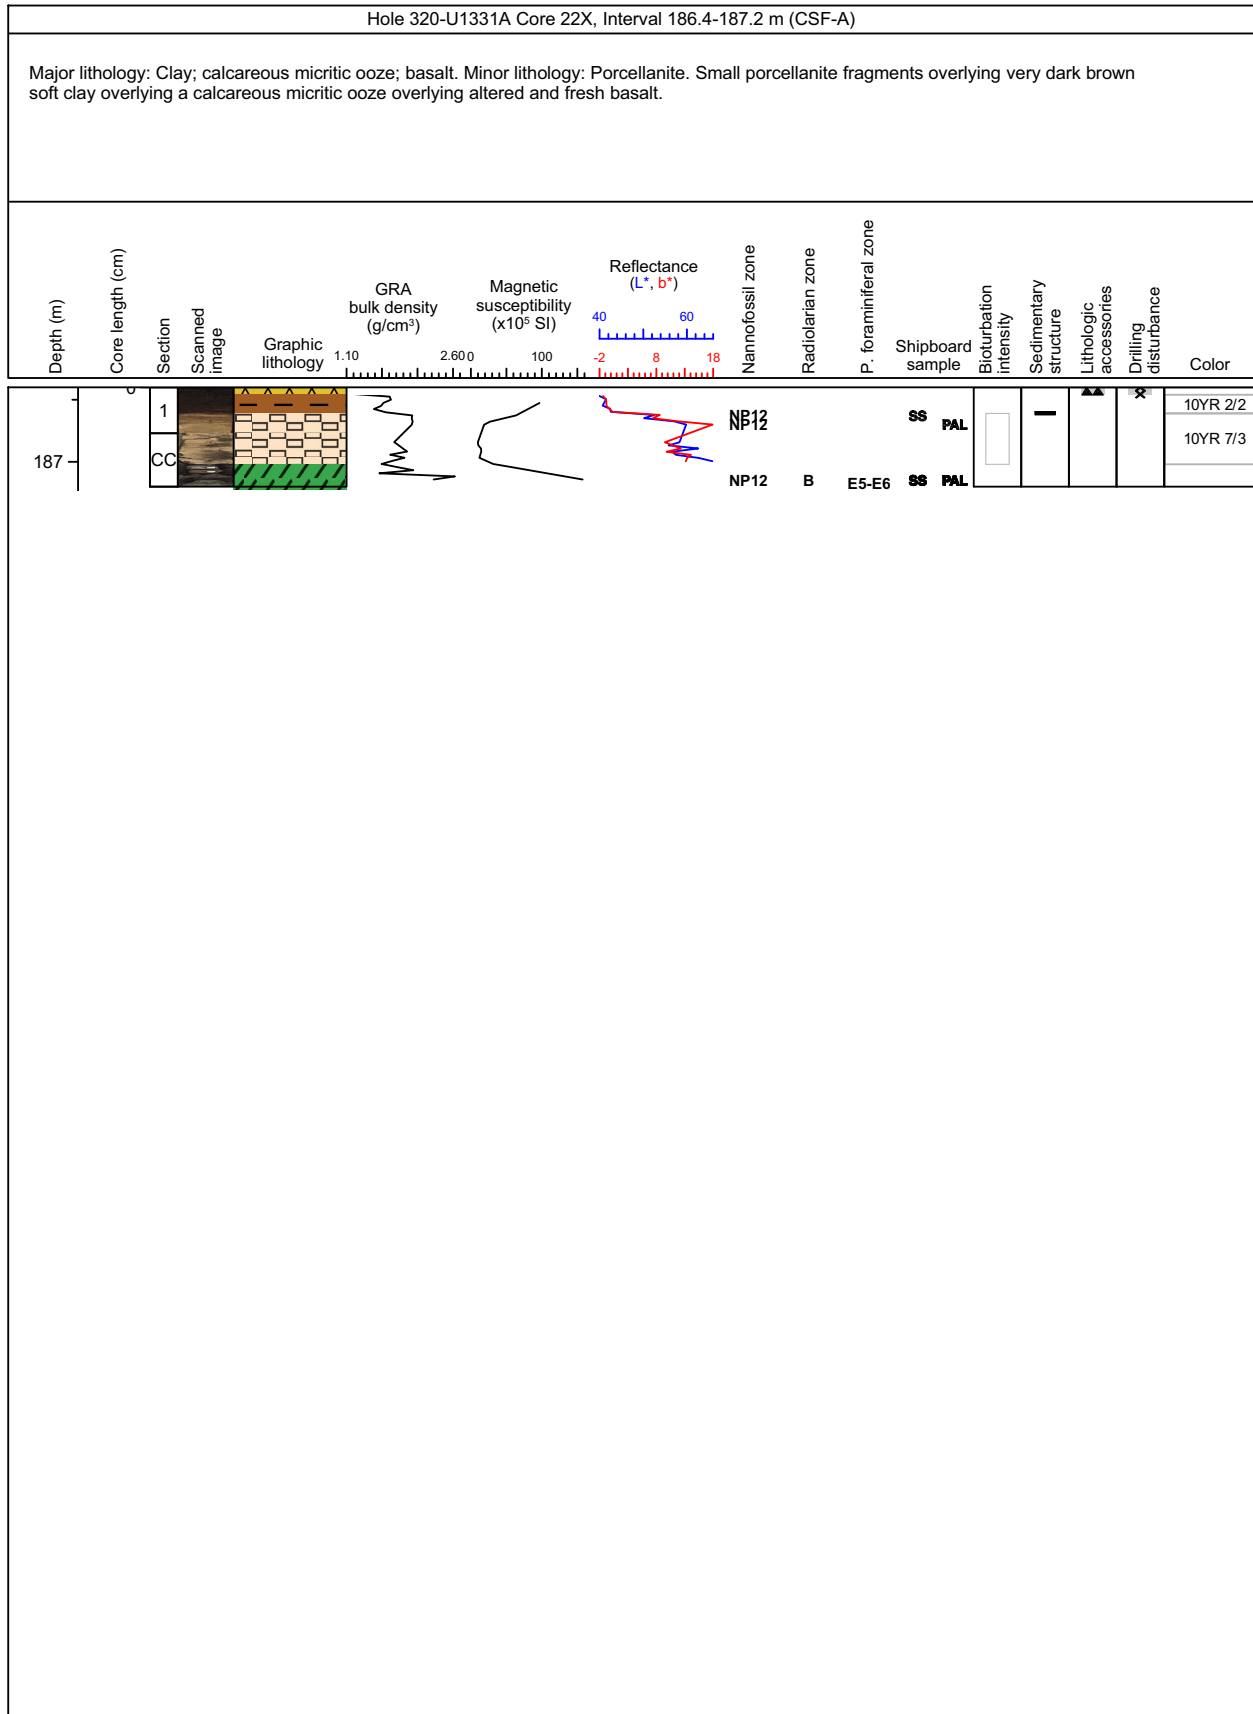 Hole 320-U1331A Core 22X, Interval 186.4-187.2 m (CSF-A)
Major lithology: Clay; calcareous micritic ooze; basalt. Minor lithology: Porcellanite. Small porcellanite fragments overlying very dark brown
soft clay overlying a calcareous micritic ooze overlying altered and fresh basalt.
Depth (m)
Core length (cm)
Section
Scanned
image
Graphic
lithology
GRA
bulk density
(g/cm³)
1.10 2.60
Magnetic
susceptibility
(x10⁵ SI)
0 100
Reflectance
(L*, b*)
40 60
-2 8 18
Nannofossil zone
Radiolarian zone
P. foraminiferal zone
Shipboard
sample
Bioturbation
intensity
Sedimentary
structure
Lithologic
accessories
Drilling
disturbance
Color
0
1
NP12
NP12
SS
PAL
10YR 2/2
10YR 7/3
187
CC
NP12 B E5-E6 SS PAL